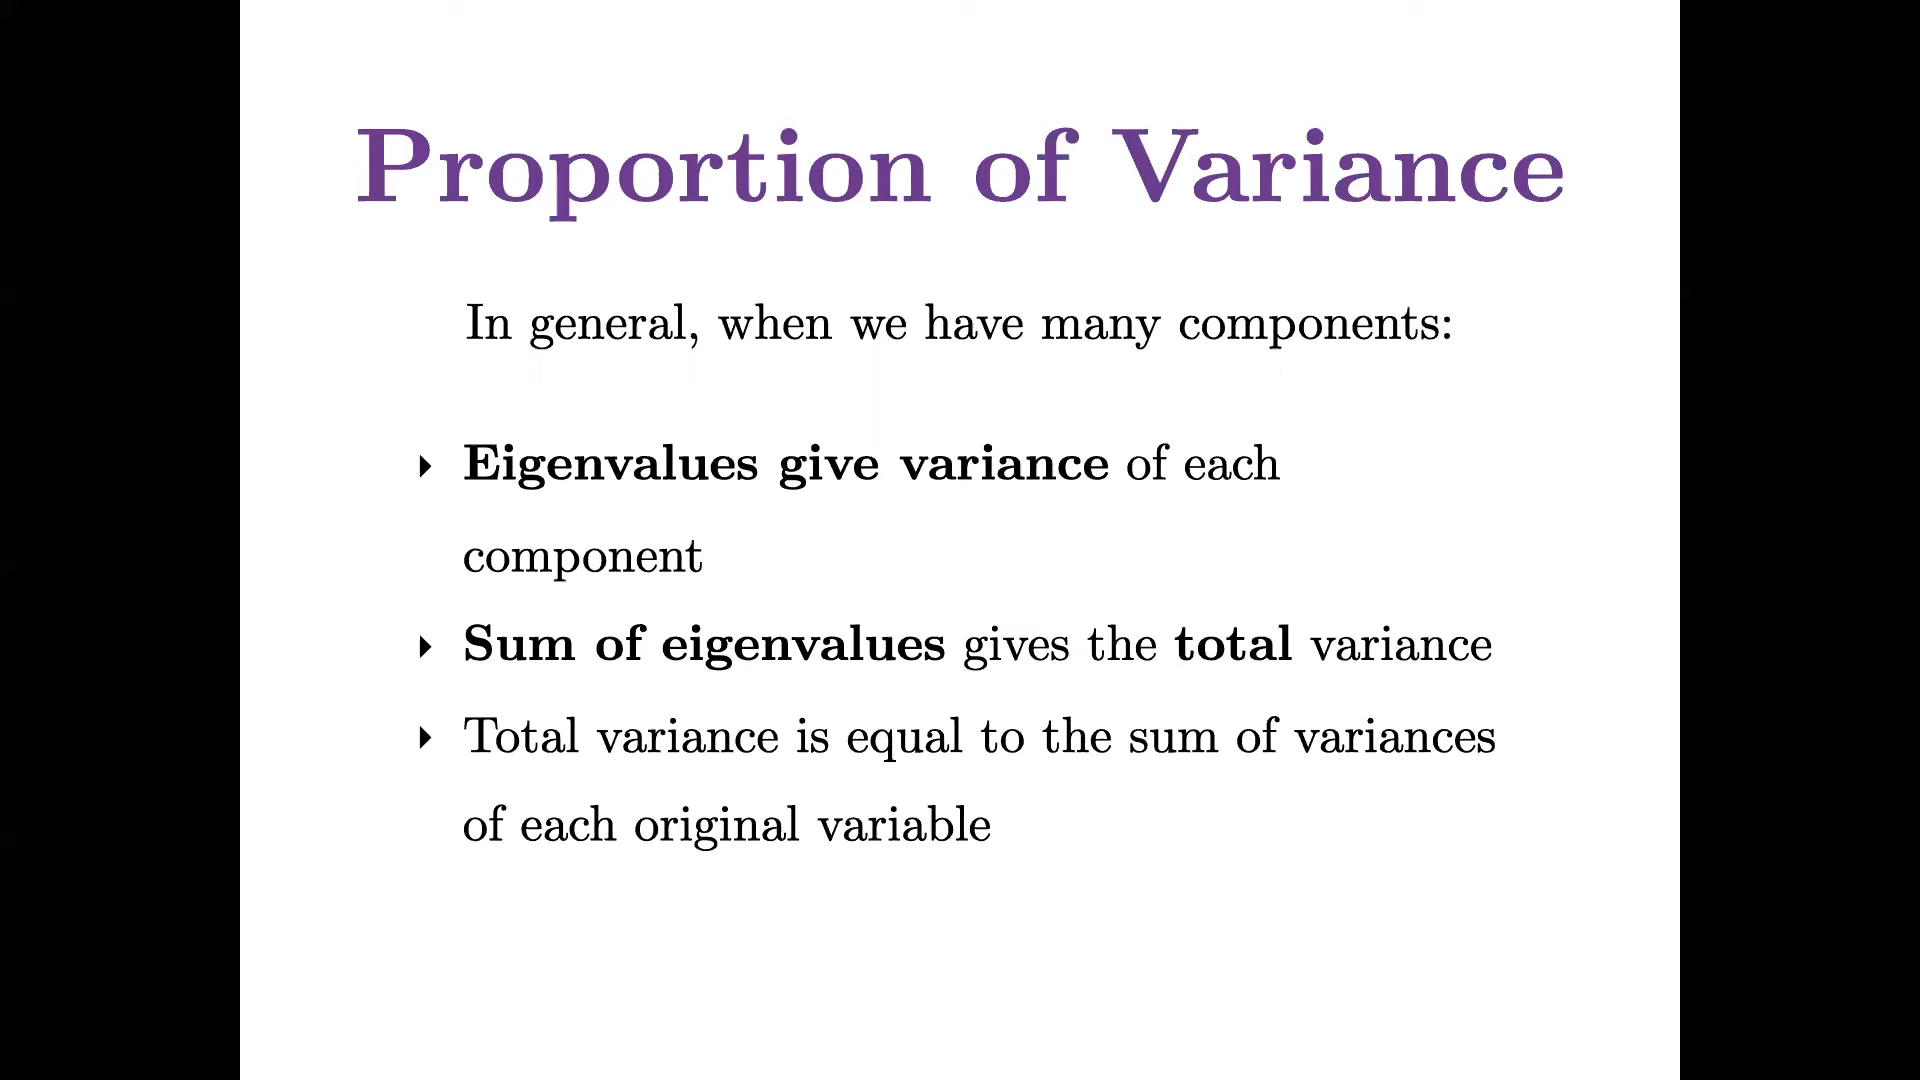 Proportion of Variance
In general, when we have many components:
‣ Eigenvalues give variance of each
component
‣ Sum of eigenvalues gives the total variance
‣ Total variance is equal to the sum of variances
of each original variable